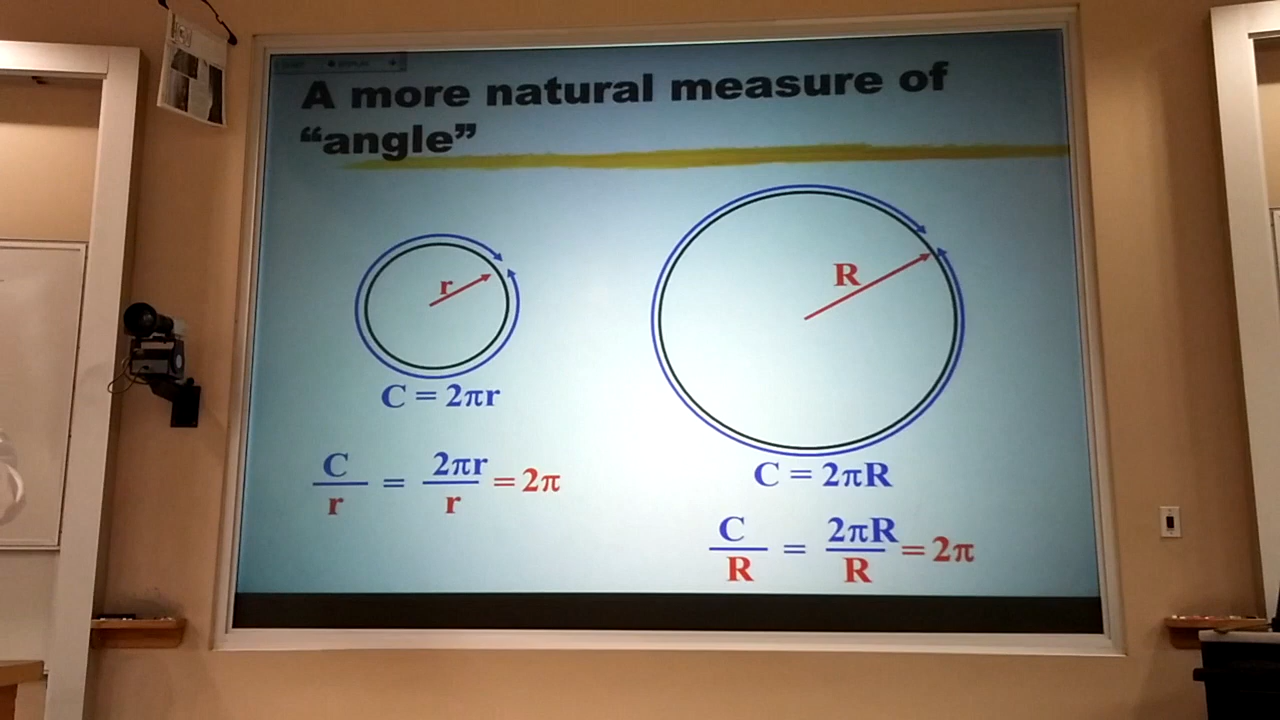 A more natural measure of
“angle”
r
R
C = 2πr
C = 2πR
C/r = 2πr/r = 2π
C/R = 2πR/R = 2π